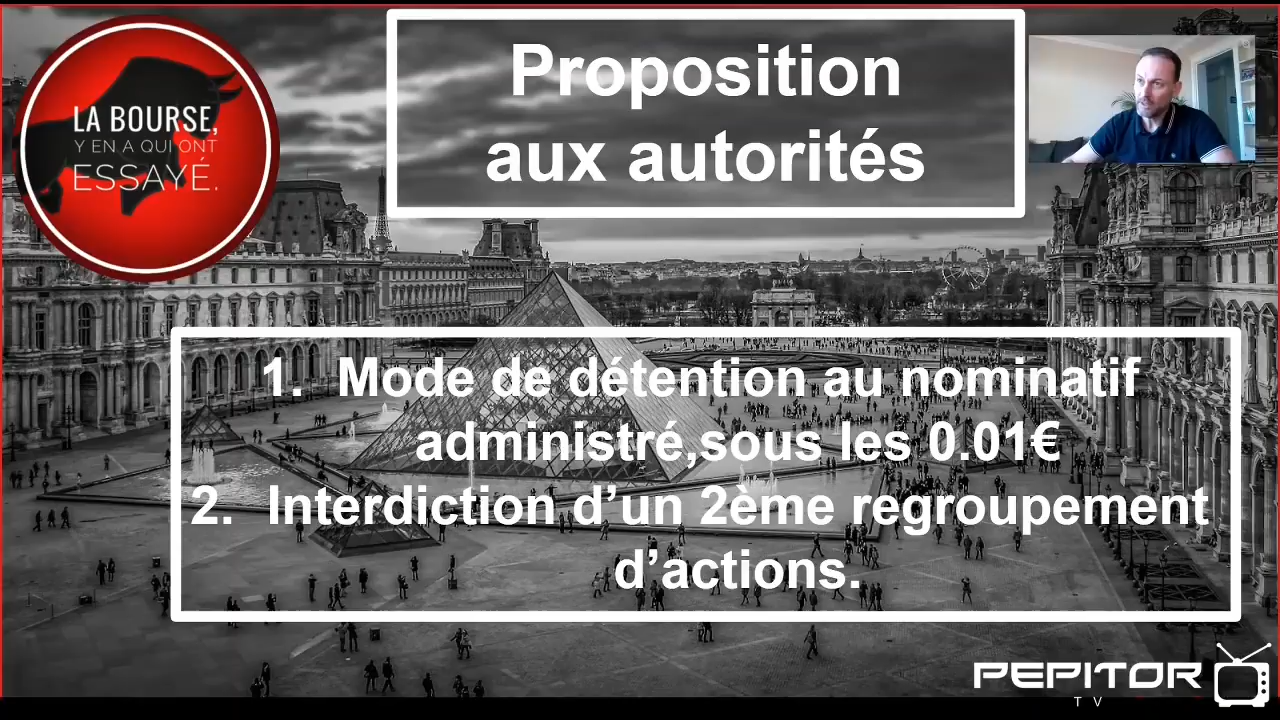 LA BOURSE,
Y EN A QUI ONT
ESSAYÉ.
Proposition
aux autorités
1. Mode de détention au nominatif
administré,sous les 0.01€
2. Interdiction d’un 2ème regroupement
d’actions.
PEPITOR
TV